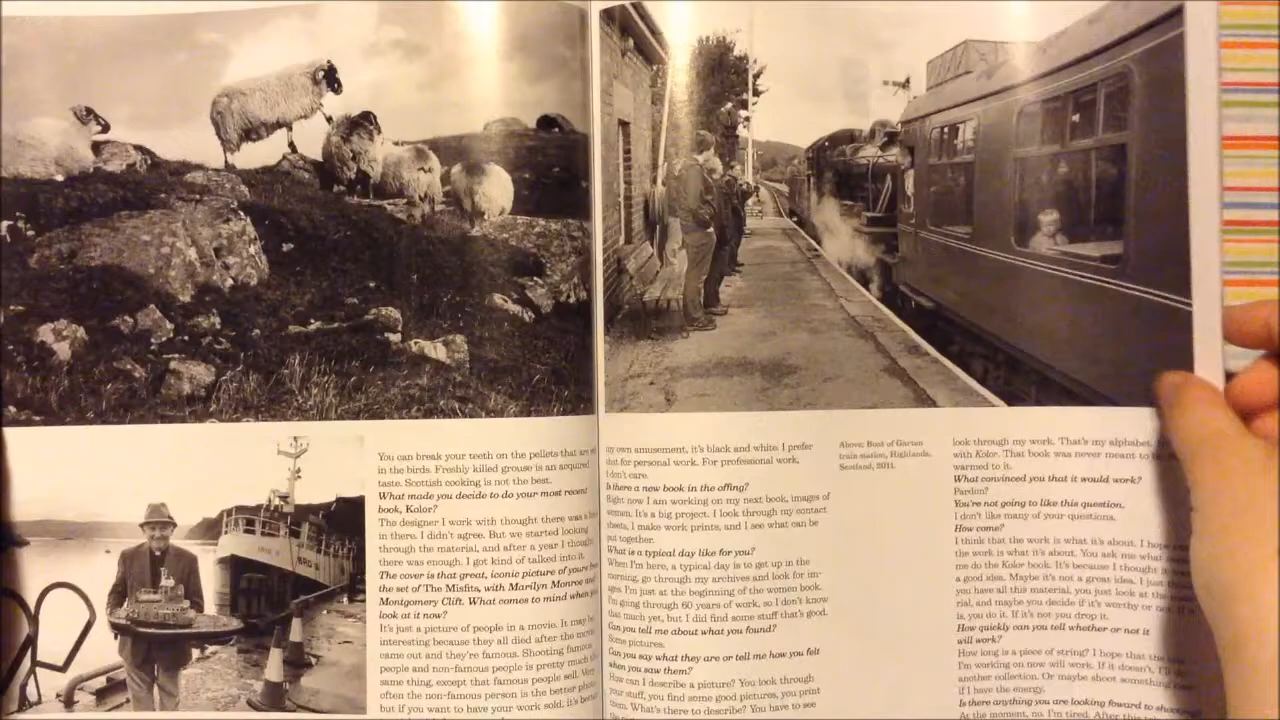 You can break your teeth on the pellets that are
in the birds. Freshly killed grouse is an acquired
taste. Scottish cooking is not the best.
What made you decide to do your most recent
book, Kolor?
The designer I work with thought there was a
in there. I didn't agree. But we started looking
through the material, and after a year I thought
there was enough. I got kind of talked into it.
The cover is that great, iconic picture of yours
the set of The Misfits, with Marilyn Monroe and
Montgomery Clift. What comes to mind when you
look at it now?
It's just a picture of people in a movie. It may be
interesting because they all died after the movie
came out and they're famous. Shooting famous
people and non-famous people is pretty much
same thing, except that famous people sell. Very
often the non-famous person is the better photo
but if you want to have your work sold, it's better
my own amusement, it's black and white. I prefer
that for personal work. For professional work,
I don't care.
Is there a new book in the offing?
Right now I am working on my next book, images of
women. It's a big project. I look through my contact
sheets, I make work prints, and I see what can be
put together.
What is a typical day like for you?
When I'm here, a typical day is to get up in the
morning, go through my archives and look for im-
ages. I'm just at the beginning of the women book.
I'm going through 60 years of work, so I don't know
that much yet, but I did find some stuff that's good.
Can you tell me about what you found?
Some pictures.
Can you say what they are or tell me how you felt
when you saw them?
How can I describe a picture? You look through
your stuff, you find some good pictures, you print
them. What's there to describe? You have to see
Above: Boat of Garten
train station, Highlands,
Scotland, 2011.
look through my work. That's my alphabet.
with Kolor. That book was never meant to be
warmed to it.
What convinced you that it would work?
Pardon?
You're not going to like this question.
I don't like many of your questions.
How come?
I think that the work is what it's about. I hope
the work is what it's about. You ask me what
me do the Kolor book. It's because I thought it
a good idea. Maybe it's not a great idea. I just
you have all this material, you just look at the
rial, and maybe you decide if it's worthy or not. If
is, you do it. If it's not you drop it.
How quickly can you tell whether or not it
will work?
How long is a piece of string? I hope that the
I'm working on now will work. If it doesn't, I'll
another collection. Or maybe shoot something
if I have the energy.
Is there anything you are looking foward to shooting
At the moment, no. I'm tired. After this